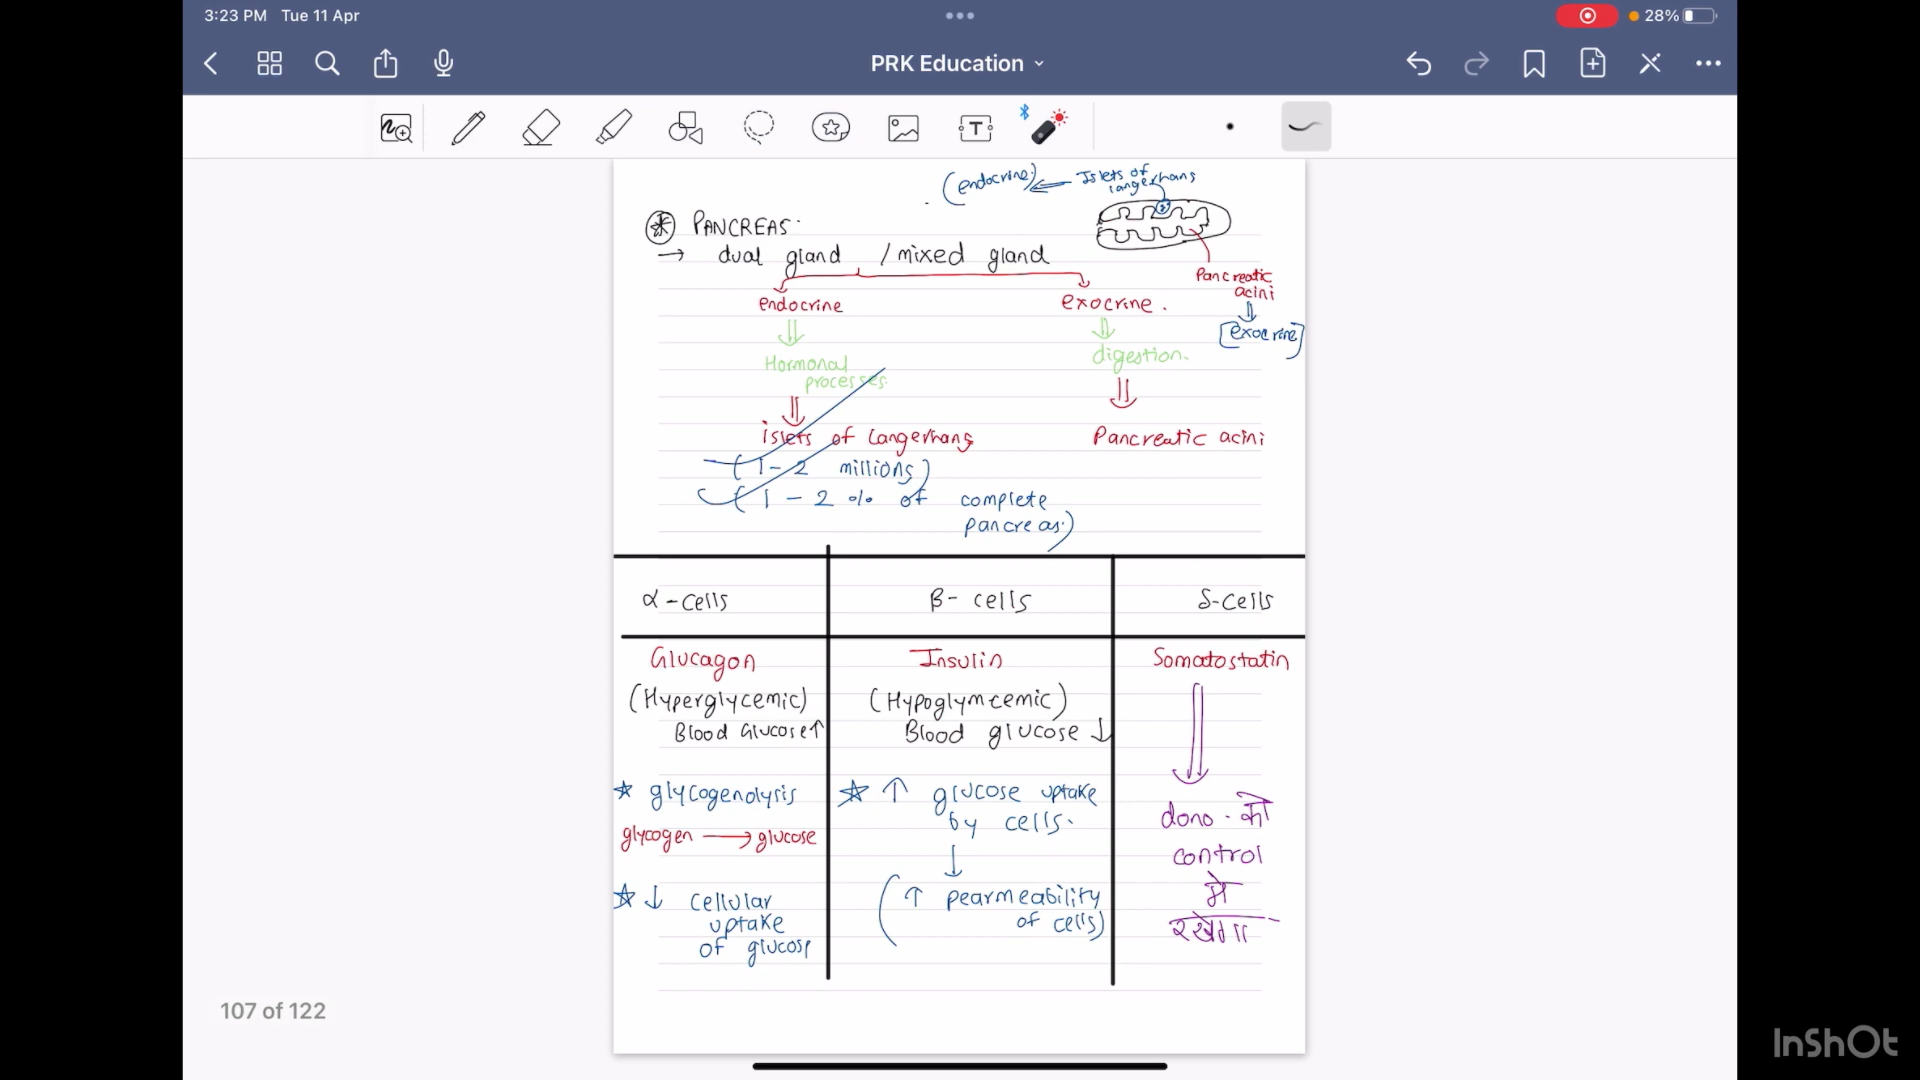 3:23 PM Tue 11 Apr
28%
PRK Education
T
(endocrine)
Islets of
langerhans
PANCREAS
→ dual gland / mixed gland
Pancreatic
acini
endocrine
exocrine.
[exocrine]
Hormonal
processes
digestion.
islets of Langerhans
Pancreatic acini
(1-2 millions)
(1 - 2 % of complete
pancreas)
α-cells
β- cells
δ-cells
Glucagon
Insulin
Somatostatin
(Hyperglycemic)
(Hypoglymcemic)
Blood Glucose↑
Blood glucose ↓
glycogenolysis
↑ glucose uptake
by cells.
dono को
glycogen → glucose
control
↓ cellular
uptake
of glucose
(↑ pearmeability
of cells)
में
रखेगा
107 of 122
InShOt